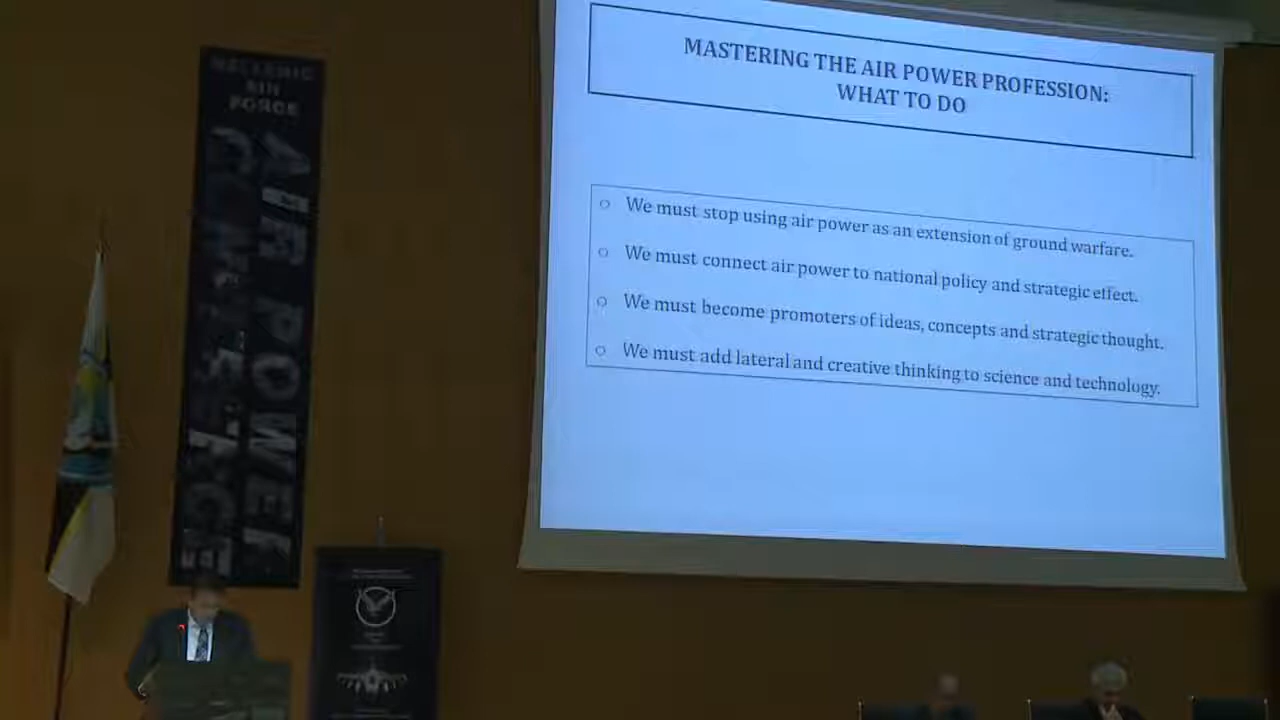 HELLENIC
AIR
FORCE
AIR POWER
MASTERING THE AIR POWER PROFESSION:
WHAT TO DO
○ We must stop using air power as an extension of ground warfare.
○ We must connect air power to national policy and strategic effect.
○ We must become promoters of ideas, concepts and strategic thought.
○ We must add lateral and creative thinking to science and technology.